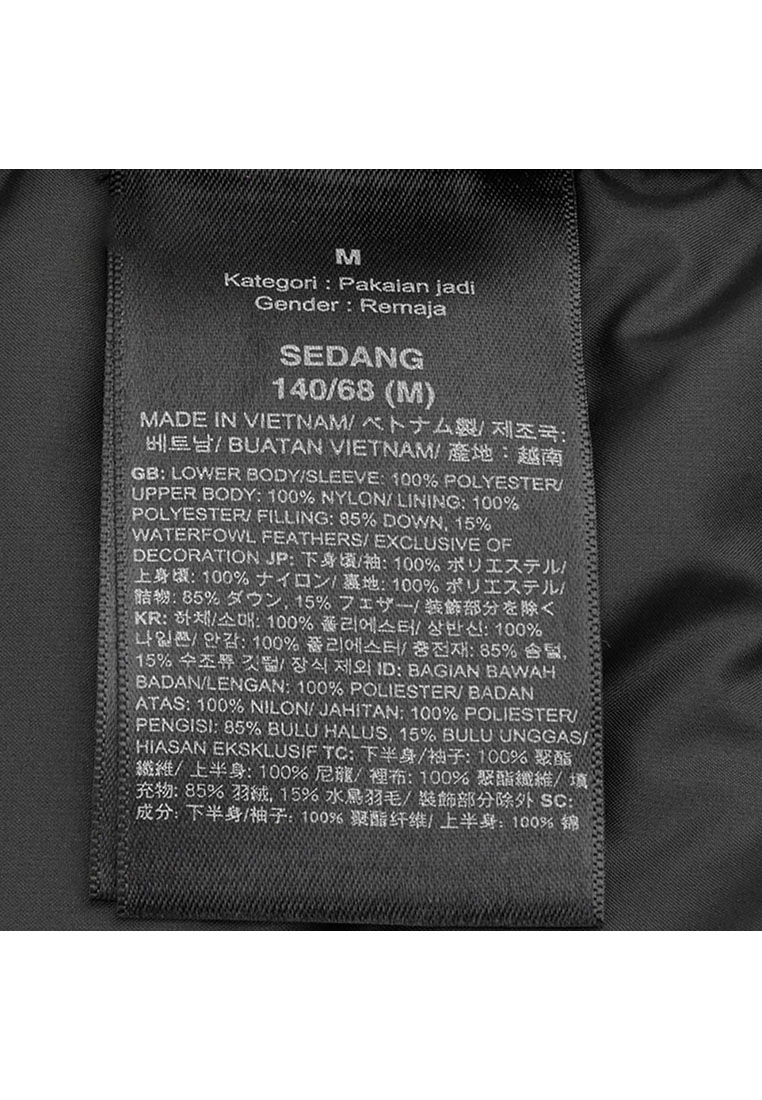 M
Kategori : Pakaian jadi
Gender : Remaja
SEDANG
140/68 (M)
MADE IN VIETNAM/ ベトナム製/ 제조국:
베트남/ BUATAN VIETNAM/ 產地：越南
GB: LOWER BODY/SLEEVE: 100% POLYESTER/
UPPER BODY: 100% NYLON/ LINING: 100%
POLYESTER/ FILLING: 85% DOWN, 15%
WATERFOWL FEATHERS/ EXCLUSIVE OF
DECORATION JP: 下身頃/袖: 100% ポリエステル/
上身頃: 100% ナイロン/ 裏地: 100% ポリエステル/
詰物: 85% ダウン, 15% フェザー/ 装飾部分を除く
KR: 하체/소매: 100% 폴리에스터/ 상반신: 100%
나일론/ 안감: 100% 폴리에스터/ 충전재: 85% 솜털,
15% 수조류 깃털/ 장식 제외 ID: BAGIAN BAWAH
BADAN/LENGAN: 100% POLIESTER/ BADAN
ATAS: 100% NILON/ JAHITAN: 100% POLIESTER/
PENGISI: 85% BULU HALUS, 15% BULU UNGGAS/
HIASAN EKSKLUSIF TC: 下半身/袖子: 100% 聚酯
纖維/ 上半身: 100% 尼龍/ 裡布: 100% 聚酯纖維/ 填
充物: 85% 羽絨, 15% 水鳥羽毛/ 裝飾部分除外 SC:
成分: 下半身/袖子: 100% 聚酯纤维/ 上半身: 100% 锦